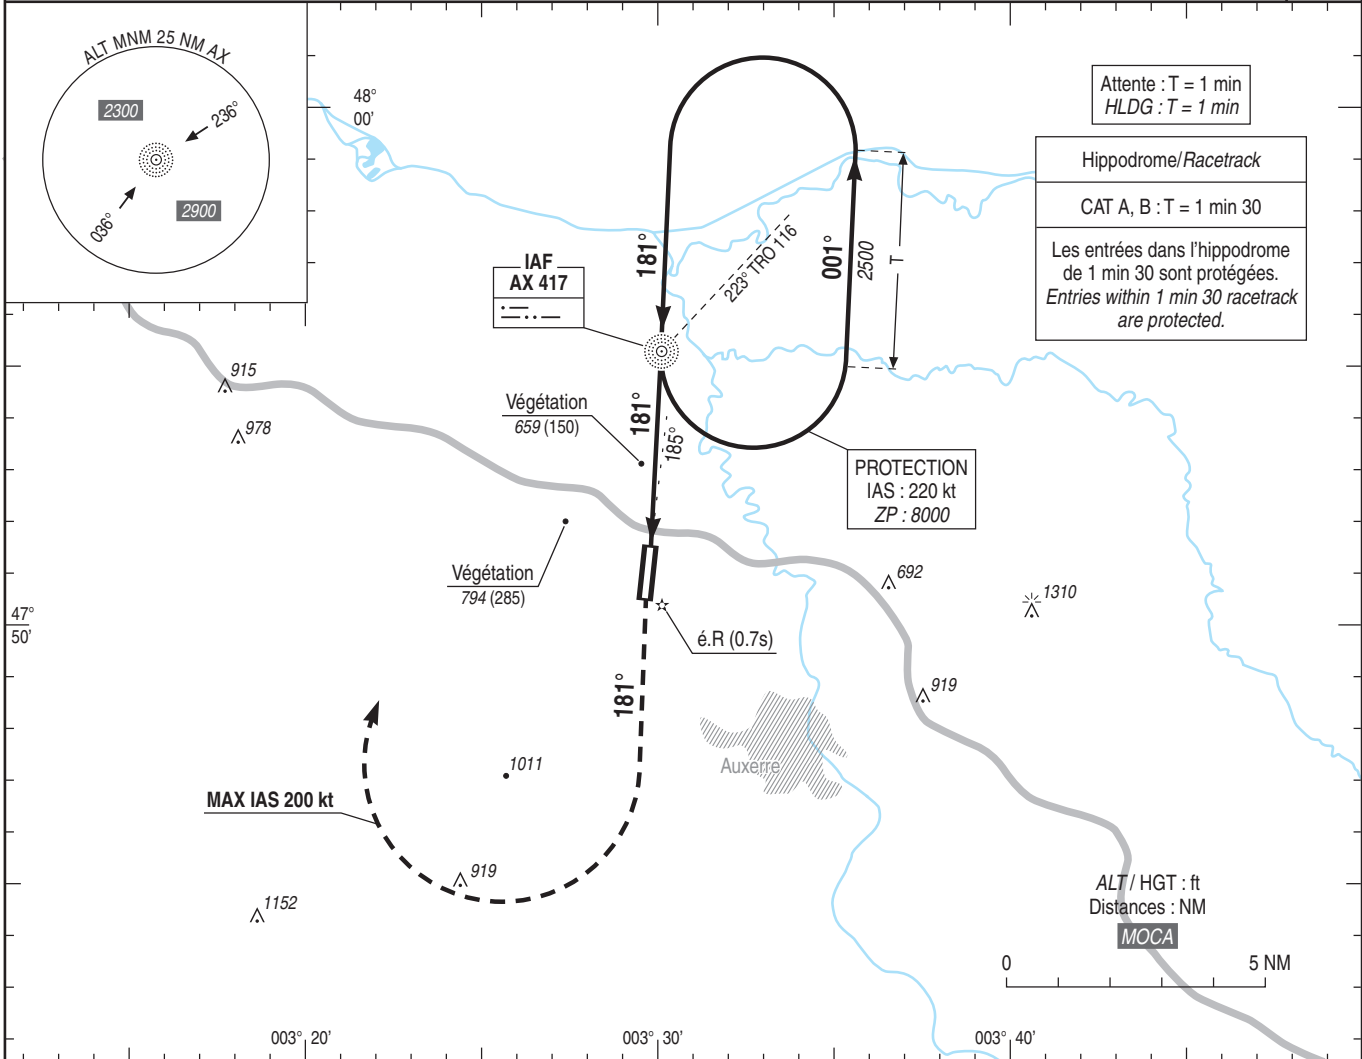 ALT MNM 25 NM AX
2300
236°
036°
2900
48°
00'
Attente : T = 1 min
HLDG : T = 1 min
Hippodrome/Racetrack
CAT A, B : T = 1 min 30
Les entrées dans l'hippodrome
de 1 min 30 sont protégées.
Entries within 1 min 30 racetrack
are protected.
181°
223° TRO 116
001°
2500
T
IAF
AX 417
915
978
Végétation
659 (150)
181°
185°
PROTECTION
IAS : 220 kt
ZP : 8000
Végétation
794 (285)
692
1310
47°
50'
é.R (0.7s)
181°
919
Auxerre
1011
MAX IAS 200 kt
919
1152
ALT / HGT : ft
Distances : NM
MOCA
0
5 NM
003° 20'
003° 30'
003° 40'